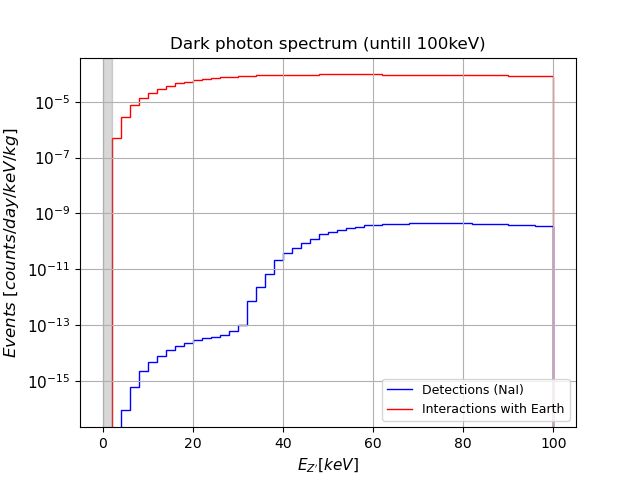 Dark photon spectrum (untill 100keV)
Events [counts/day/keV/kg]
10⁻⁵
10⁻⁷
10⁻⁹
10⁻¹¹
10⁻¹³
10⁻¹⁵
Detections (NaI)
Interactions with Earth
0 20 40 60 80 100
E_{Z'}[keV]